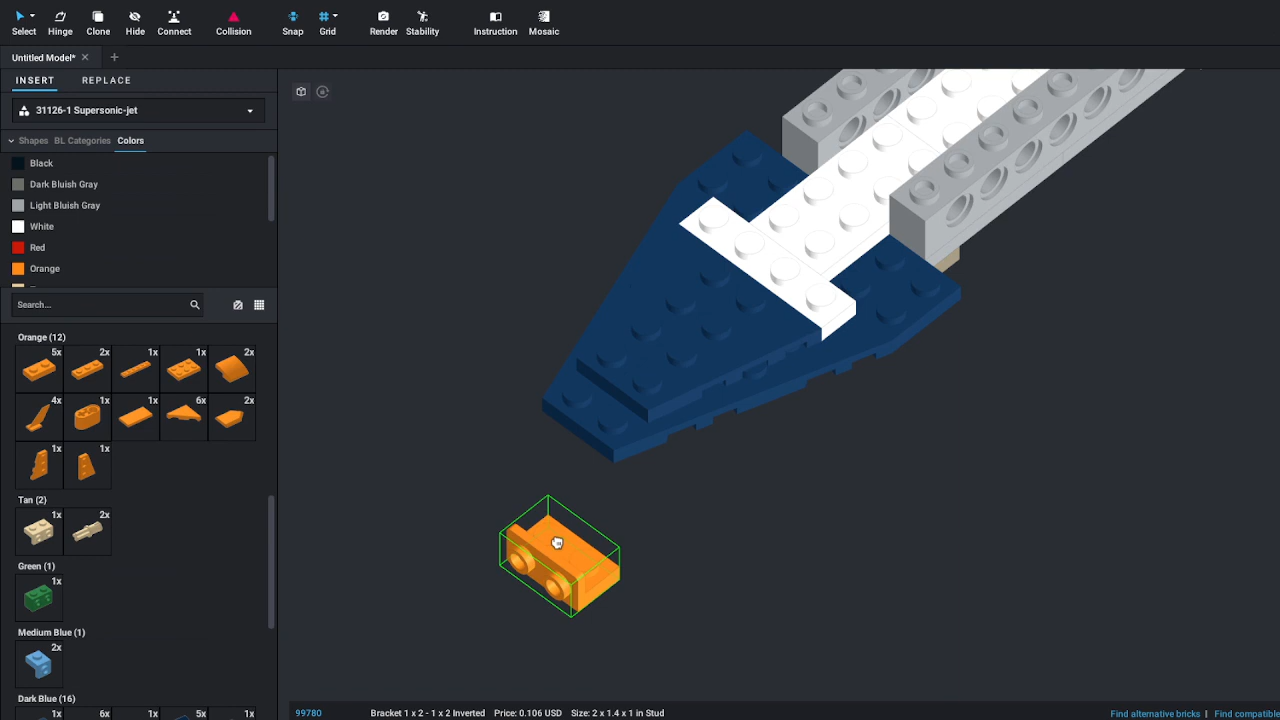 Select Hinge Clone Hide Connect Collision Snap Grid Render Stability Instruction Mosaic
Untitled Model*
INSERT REPLACE
31126-1 Supersonic-jet
Shapes BL Categories Colors
Black
Dark Bluish Gray
Light Bluish Gray
White
Red
Orange
Search...
Orange (12)
5x 2x 1x 1x 2x
4x 1x 1x 6x 2x
1x 1x
Tan (2)
1x 2x
Green (1)
1x
Medium Blue (1)
2x
Dark Blue (16)
1x 6x 1x 5x 1x
99780 Bracket 1 x 2 - 1 x 2 Inverted Price: 0.106 USD Size: 2 x 1.4 x 1 in Stud Find alternative bricks | Find compatible